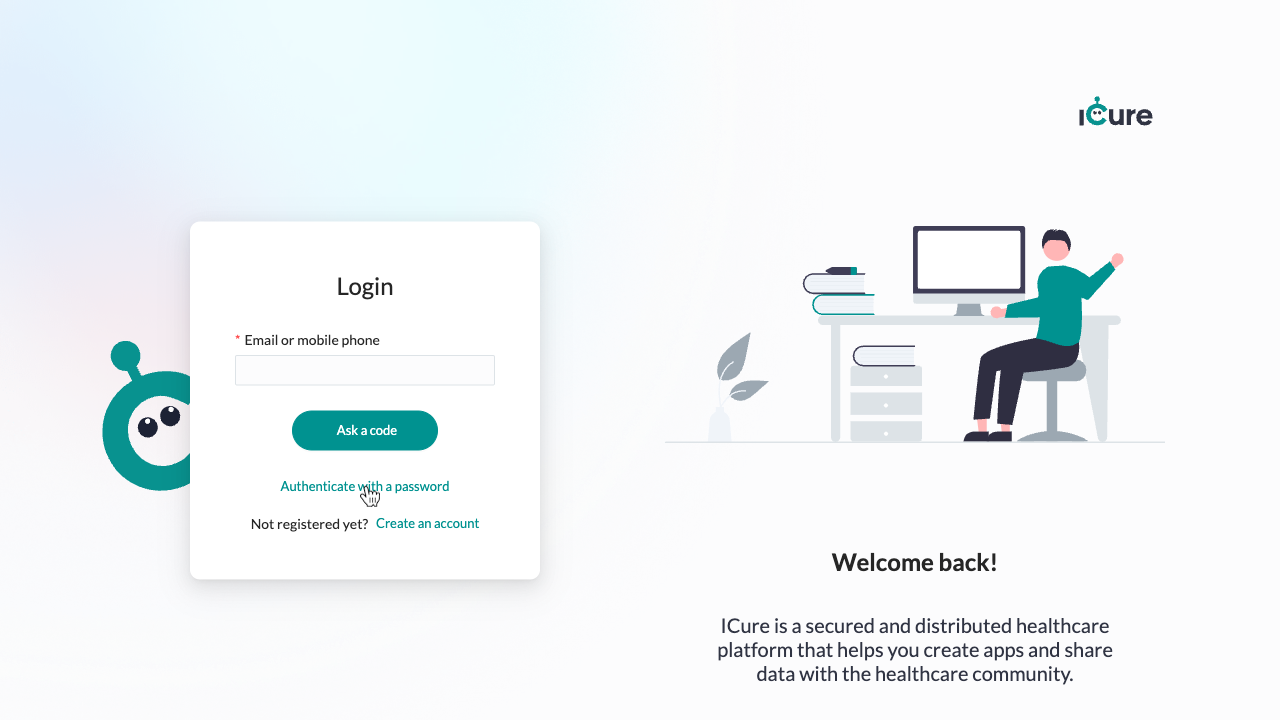 iCure
Login
* Email or mobile phone
Ask a code
Authenticate with a password
Not registered yet? Create an account
Welcome back!
ICure is a secured and distributed healthcare
platform that helps you create apps and share
data with the healthcare community.